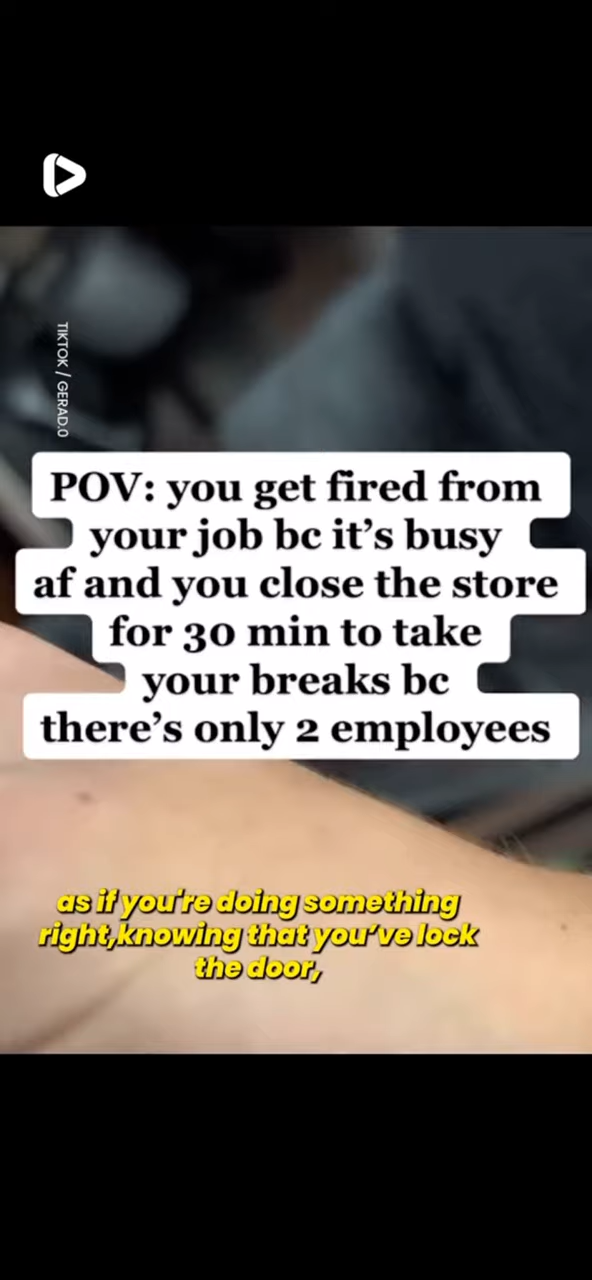 TIKTOK / GERAD.0
POV: you get fired from
your job bc it's busy
af and you close the store
for 30 min to take
your breaks bc
there's only 2 employees
as if you're doing something
right,knowing that you've lock
the door,